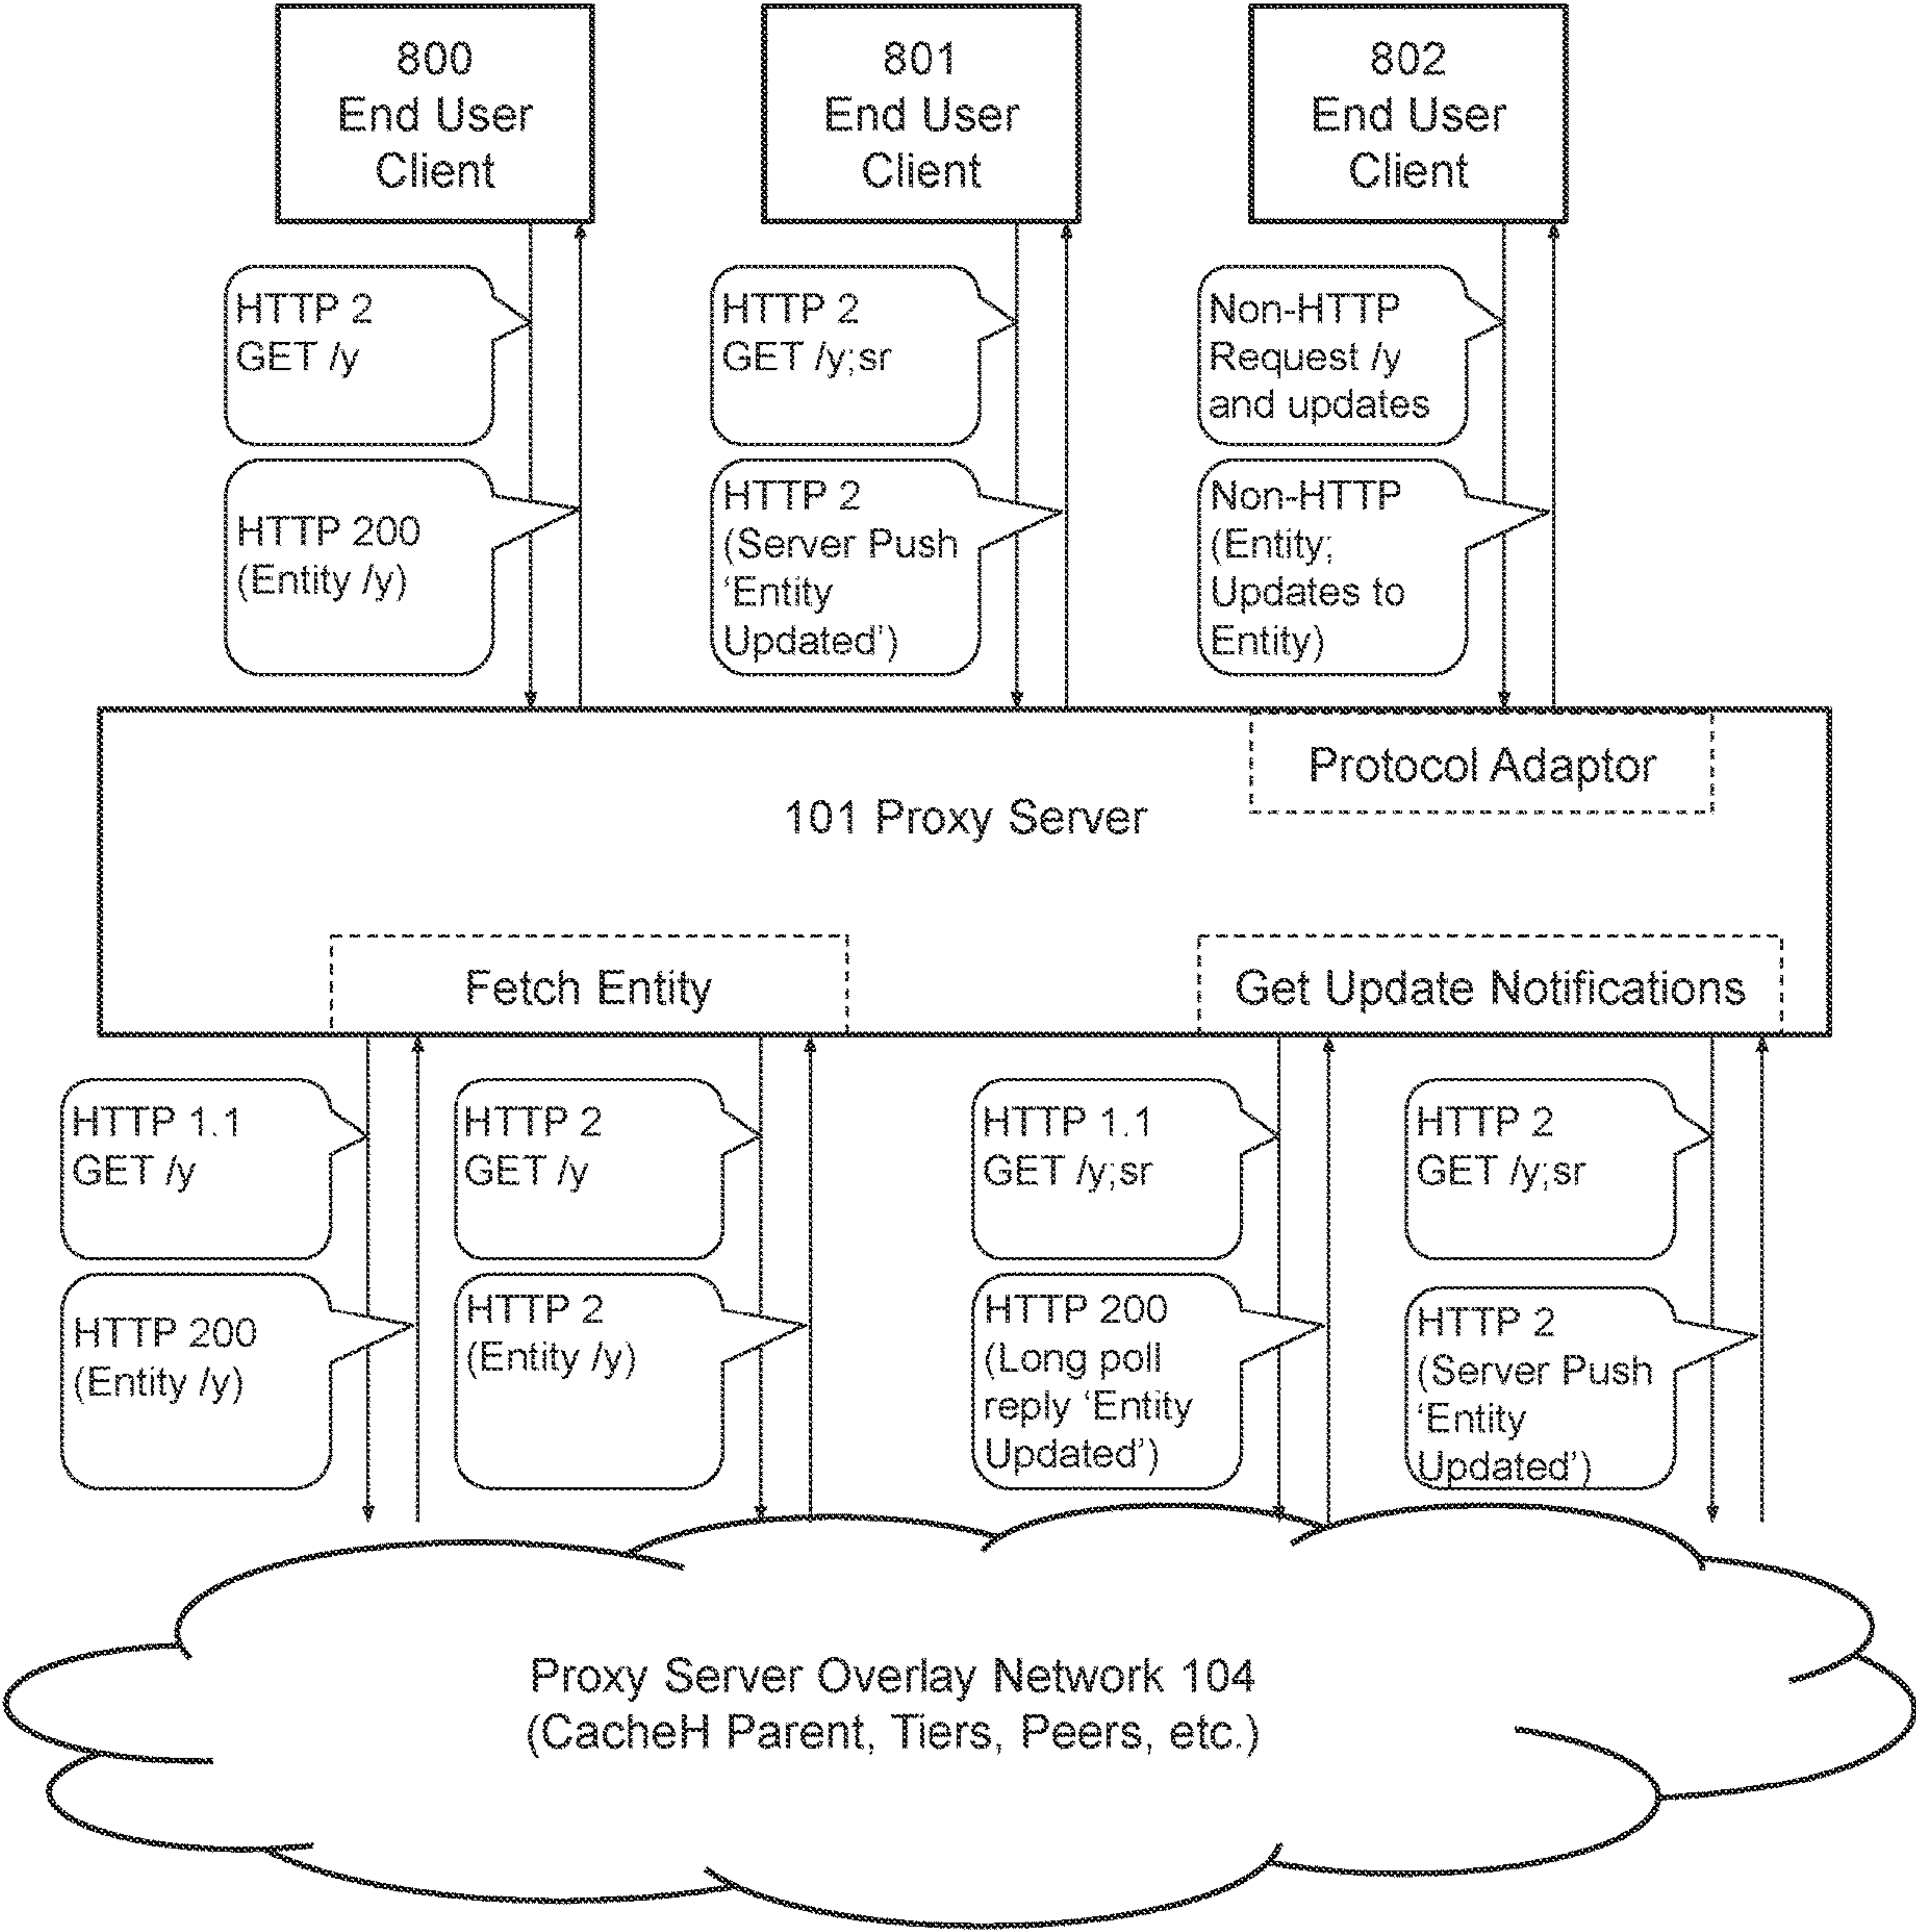 800
End User
Client
801
End User
Client
802
End User
Client
HTTP 2
GET /y
HTTP 2
GET /y;sr
Non-HTTP
Request /y
and updates
HTTP 200
(Entity /y)
HTTP 2
(Server Push
‘Entity
Updated’)
Non-HTTP
(Entity;
Updates to
Entity)
Protocol Adaptor
101 Proxy Server
Fetch Entity
Get Update Notifications
HTTP 1.1
GET /y
HTTP 2
GET /y
HTTP 1.1
GET /y;sr
HTTP 2
GET /y;sr
HTTP 200
(Entity /y)
HTTP 2
(Entity /y)
HTTP 200
(Long poll
reply ‘Entity
Updated’)
HTTP 2
(Server Push
‘Entity
Updated’)
Proxy Server Overlay Network 104
(CacheH Parent, Tiers, Peers, etc.)